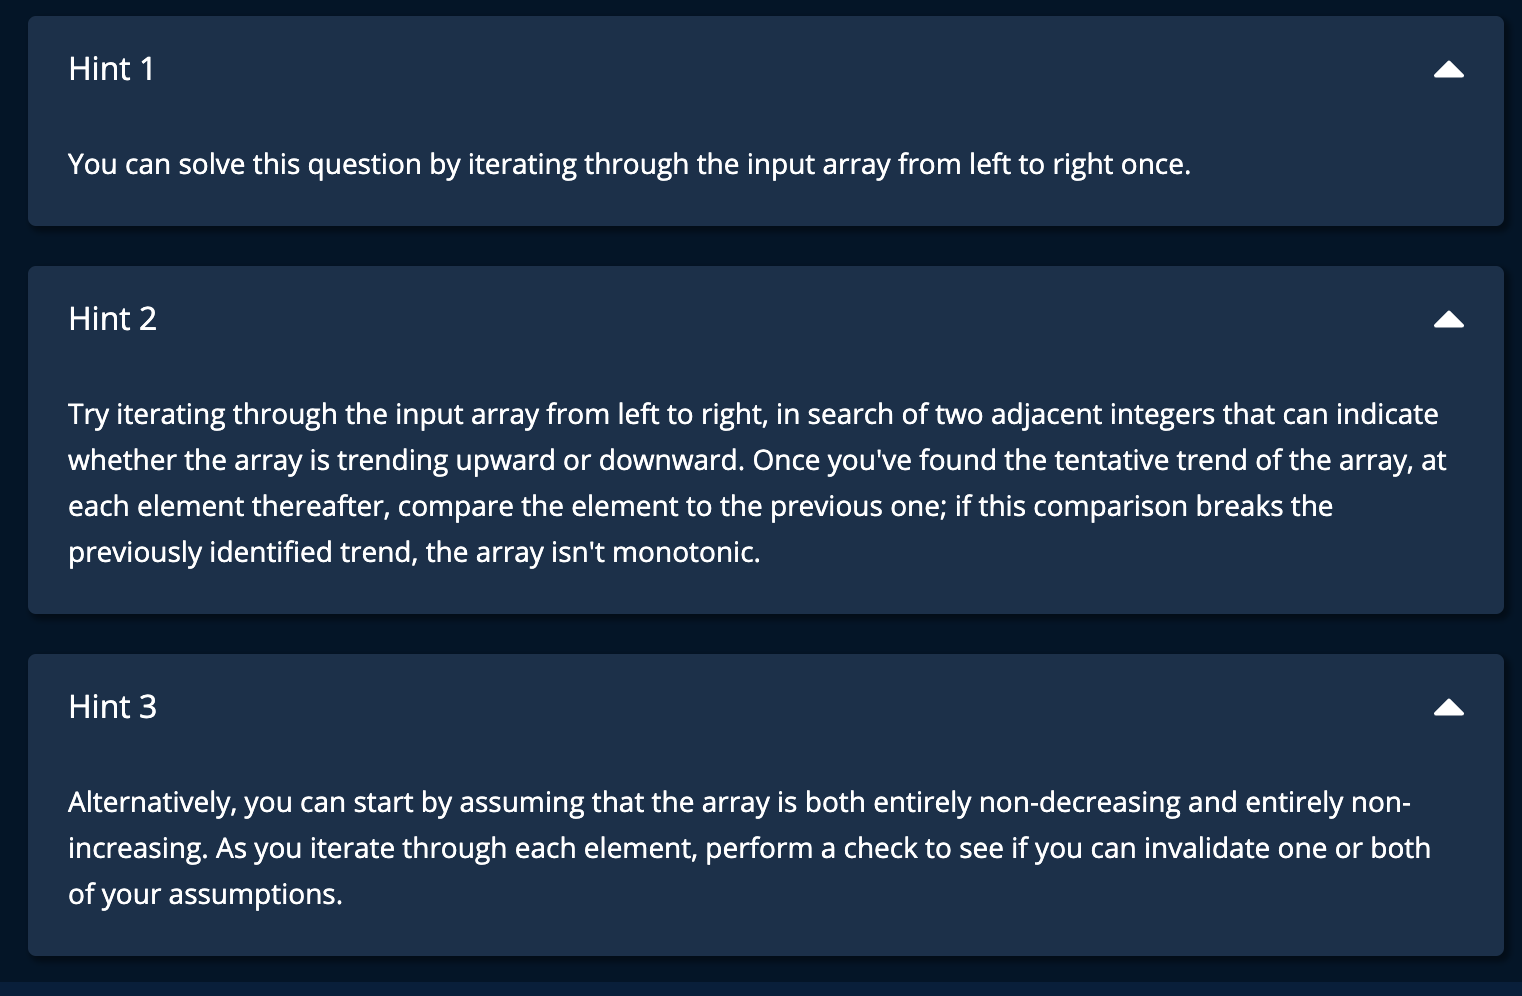 Hint 1
You can solve this question by iterating through the input array from left to right once.
Hint 2
Try iterating through the input array from left to right, in search of two adjacent integers that can indicate
whether the array is trending upward or downward. Once you've found the tentative trend of the array, at
each element thereafter, compare the element to the previous one; if this comparison breaks the
previously identified trend, the array isn't monotonic.
Hint 3
Alternatively, you can start by assuming that the array is both entirely non-decreasing and entirely non-
increasing. As you iterate through each element, perform a check to see if you can invalidate one or both
of your assumptions.